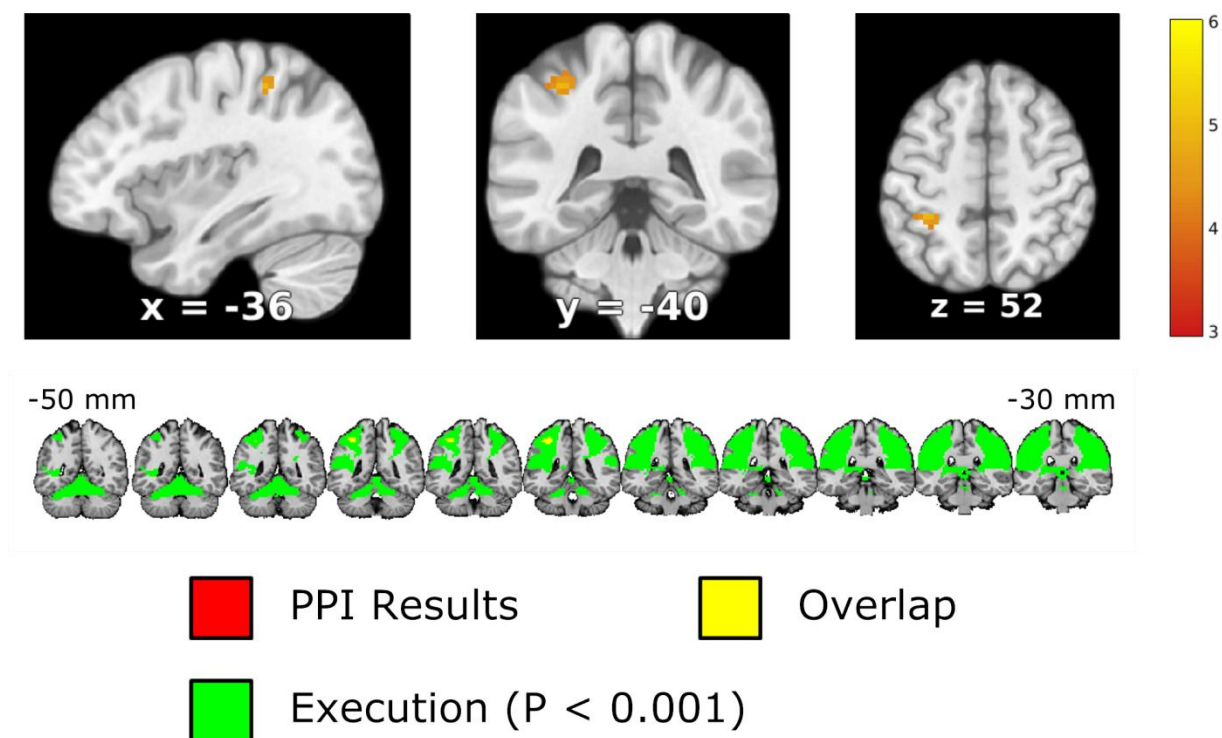 x = -36
y = -40
z = 52
6
5
4
3
-50 mm
-30 mm
PPI Results
Overlap
Execution (P < 0.001)